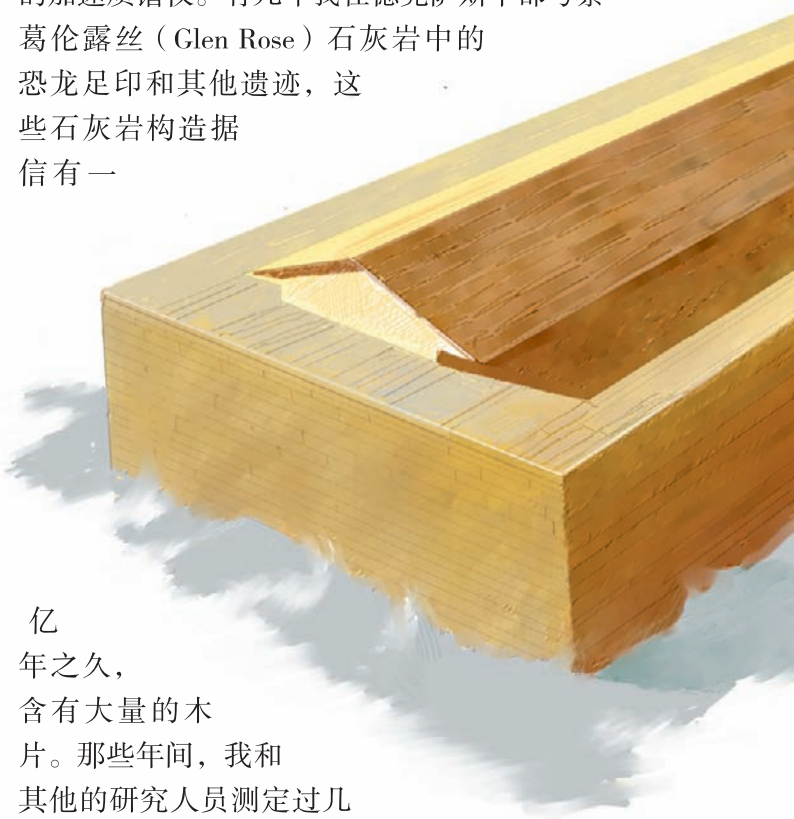 葛伦露丝（Glen Rose）石灰岩中的
恐龙足印和其他遗迹，这
些石灰岩构造据
信有一
亿
年之久，
含有大量的木
片。那些年间，我和
其他的研究人员测定过几